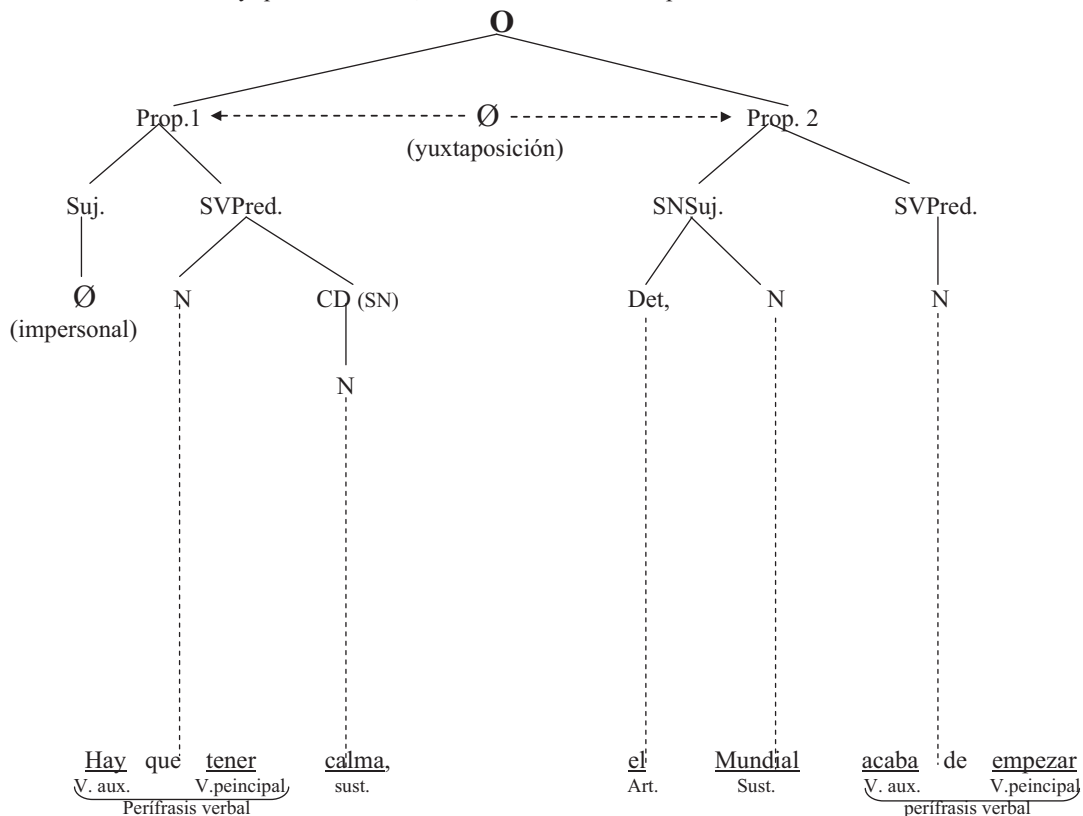 O
Prop.1 Ø Prop. 2
(yuxtaposición)
Suj. SVPred. SNSuj. SVPred.
Ø N CD (SN) Det, N N
(impersonal)
N
Hay que tener calma, el Mundial acaba de empezar
V. aux. V.peincipal sust. Art. Sust. V. aux. V.peincipal
Perífrasis verbal perífrasis verbal